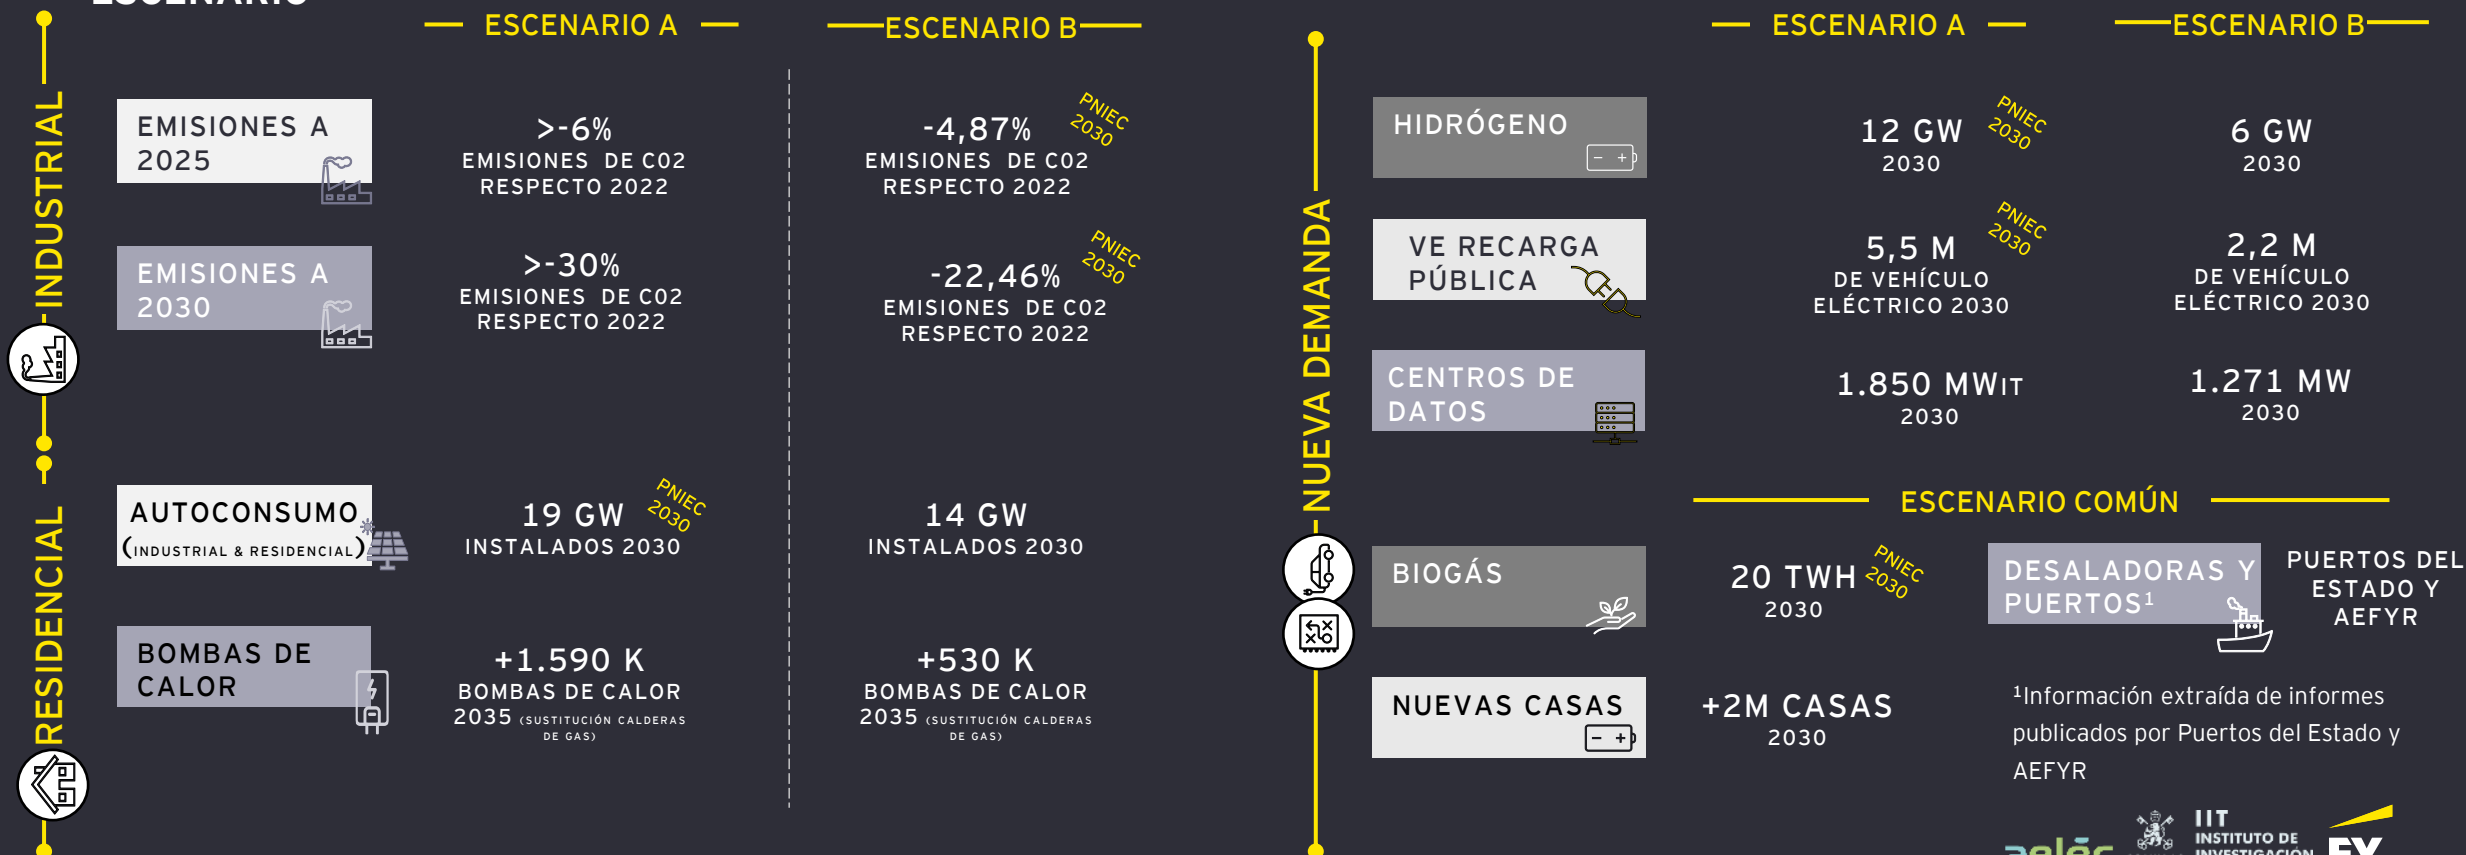 ESCENARIO
ESCENARIO A
ESCENARIO B
INDUSTRIAL
EMISIONES A
2025
>-6%
EMISIONES DE C02
RESPECTO 2022
-4,87%
PNIEC
2030
EMISIONES DE C02
RESPECTO 2022
EMISIONES A
2030
>-30%
EMISIONES DE C02
RESPECTO 2022
-22,46%
PNIEC
2030
EMISIONES DE C02
RESPECTO 2022
RESIDENCIAL
AUTOCONSUMO
(INDUSTRIAL & RESIDENCIAL)
19 GW
PNIEC
2030
INSTALADOS 2030
14 GW
INSTALADOS 2030
BOMBAS DE
CALOR
+1.590 K
BOMBAS DE CALOR
2035 (SUSTITUCIÓN CALDERAS
DE GAS)
+530 K
BOMBAS DE CALOR
2035 (SUSTITUCIÓN CALDERAS
DE GAS)
ESCENARIO A
ESCENARIO B
NUEVA DEMANDA
HIDRÓGENO
12 GW
PNIEC
2030
2030
6 GW
2030
VE RECARGA
PÚBLICA
5,5 M
PNIEC
2030
DE VEHÍCULO
ELÉCTRICO 2030
2,2 M
DE VEHÍCULO
ELÉCTRICO 2030
CENTROS DE
DATOS
1.850 MWIT
2030
1.271 MW
2030
ESCENARIO COMÚN
BIOGÁS
20 TWH
PNIEC
2030
2030
DESALADORAS Y
PUERTOS¹
PUERTOS DEL
ESTADO Y
AEFYR
NUEVAS CASAS
+2M CASAS
2030
¹Información extraída de informes
publicados por Puertos del Estado y
AEFYR
aelēc
IIT
INSTITUTO DE
INVESTIGACIÓN
EY